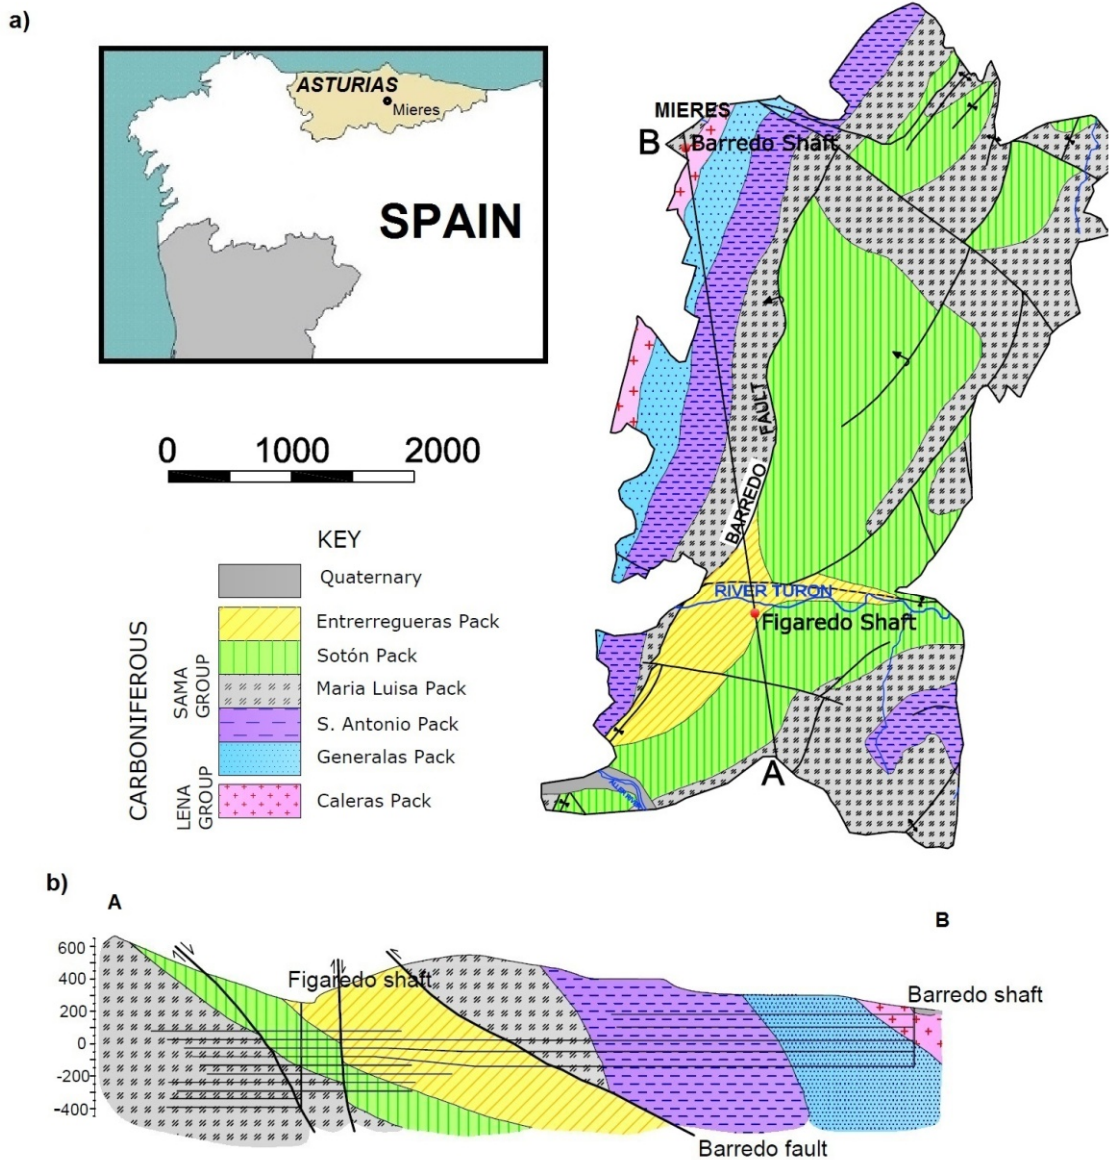 a)
ASTURIAS
Mieres
SPAIN
MIERES
B
Barredo Shaft
BARREDO
FAULT
RIVER TURON
Figaredo Shaft
A
0 1000 2000
KEY
Quaternary
CARBONIFEROUS
SAMA
GROUP
Entrerregueras Pack
Sotón Pack
Maria Luisa Pack
S. Antonio Pack
Generalas Pack
LENA
GROUP
Caleras Pack
b)
A
B
600
400
200
0
-200
-400
Figaredo shaft
Barredo shaft
Barredo fault